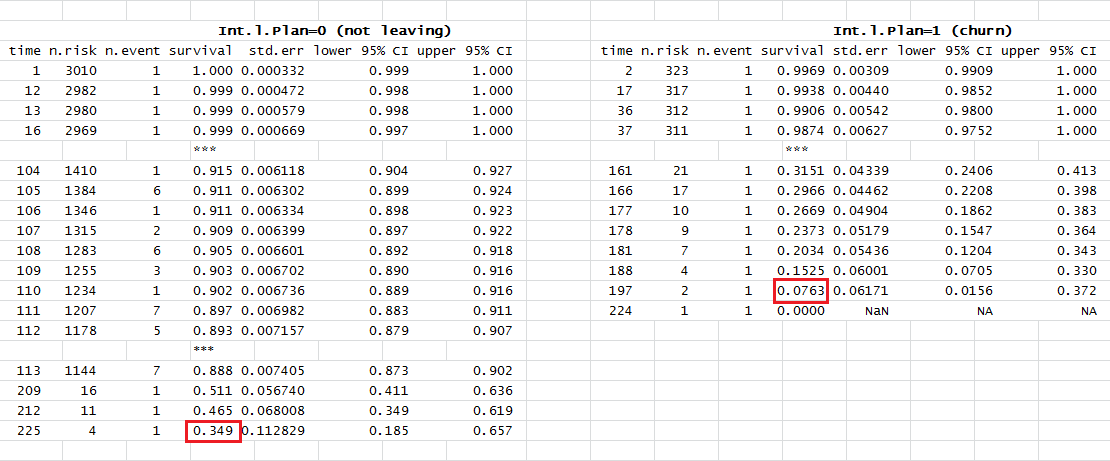 Int.l.Plan=0 (not leaving)
time n.risk n.event survival std.err lower 95% CI upper 95% CI
1 3010 1 1.000 0.000332 0.999 1.000
12 2982 1 0.999 0.000472 0.998 1.000
13 2980 1 0.999 0.000579 0.998 1.000
16 2969 1 0.999 0.000669 0.997 1.000
***
104 1410 1 0.915 0.006118 0.904 0.927
105 1384 6 0.911 0.006302 0.899 0.924
106 1346 1 0.911 0.006334 0.898 0.923
107 1315 2 0.909 0.006399 0.897 0.922
108 1283 6 0.905 0.006601 0.892 0.918
109 1255 3 0.903 0.006702 0.890 0.916
110 1234 1 0.902 0.006736 0.889 0.916
111 1207 7 0.897 0.006982 0.883 0.911
112 1178 5 0.893 0.007157 0.879 0.907
***
113 1144 7 0.888 0.007405 0.873 0.902
209 16 1 0.511 0.056740 0.411 0.636
212 11 1 0.465 0.068008 0.349 0.619
225 4 1 0.349 0.112829 0.185 0.657
Int.l.Plan=1 (churn)
time n.risk n.event survival std.err lower 95% CI upper 95% CI
2 323 1 0.9969 0.00309 0.9909 1.000
17 317 1 0.9938 0.00440 0.9852 1.000
36 312 1 0.9906 0.00542 0.9800 1.000
37 311 1 0.9874 0.00627 0.9752 1.000
***
161 21 1 0.3151 0.04339 0.2406 0.413
166 17 1 0.2966 0.04462 0.2208 0.398
177 10 1 0.2669 0.04904 0.1862 0.383
178 9 1 0.2373 0.05179 0.1547 0.364
181 7 1 0.2034 0.05436 0.1204 0.343
188 4 1 0.1525 0.06001 0.0705 0.330
197 2 1 0.0763 0.06171 0.0156 0.372
224 1 1 0.0000 NaN NA NA